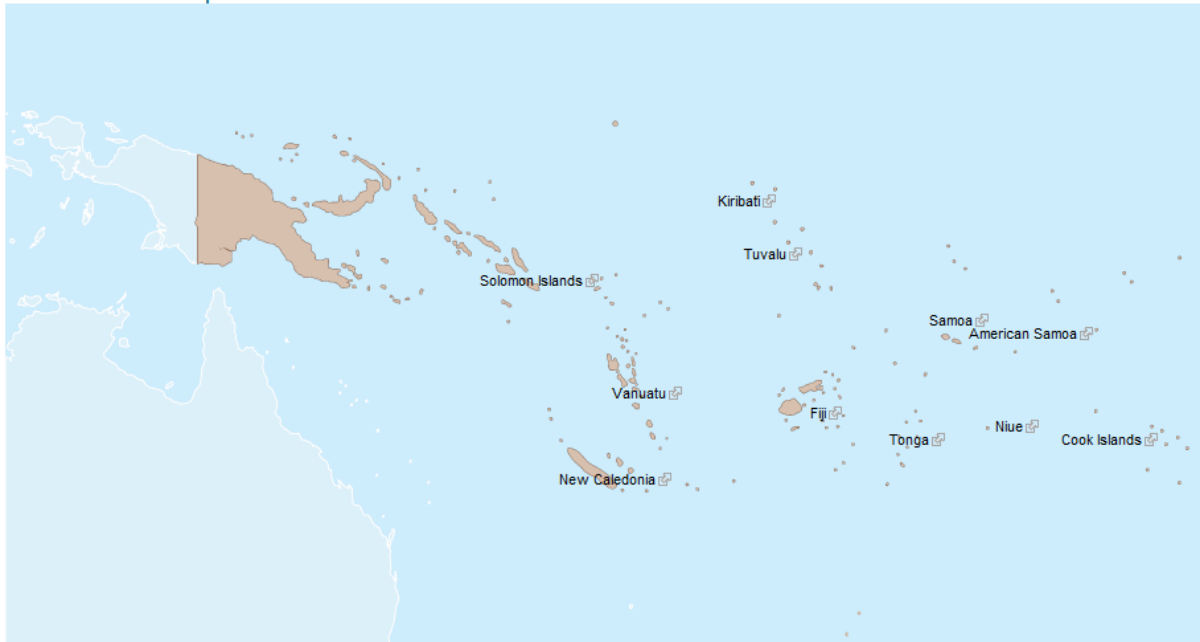 Kiribati
Tuvalu
Solomon Islands
Samoa
American Samoa
Vanuatu
Fiji
Niue
Tonga
Cook Islands
New Caledonia